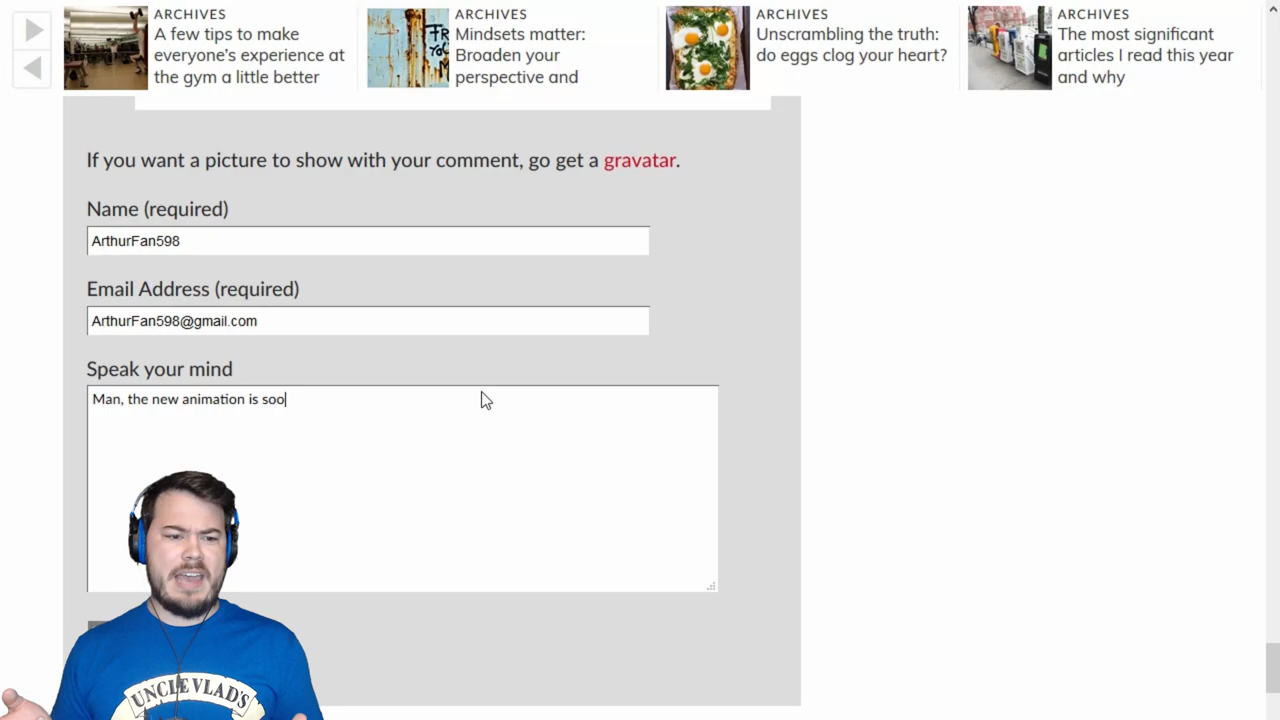 ARCHIVES
A few tips to make
everyone's experience at
the gym a little better
ARCHIVES
Mindsets matter:
Broaden your
perspective and
ARCHIVES
Unscrambling the truth:
do eggs clog your heart?
ARCHIVES
The most significant
articles I read this year
and why
If you want a picture to show with your comment, go get a gravatar.
Name (required)
ArthurFan598
Email Address (required)
ArthurFan598@gmail.com
Speak your mind
Man, the new animation is soo
UNCLE VLAD'S